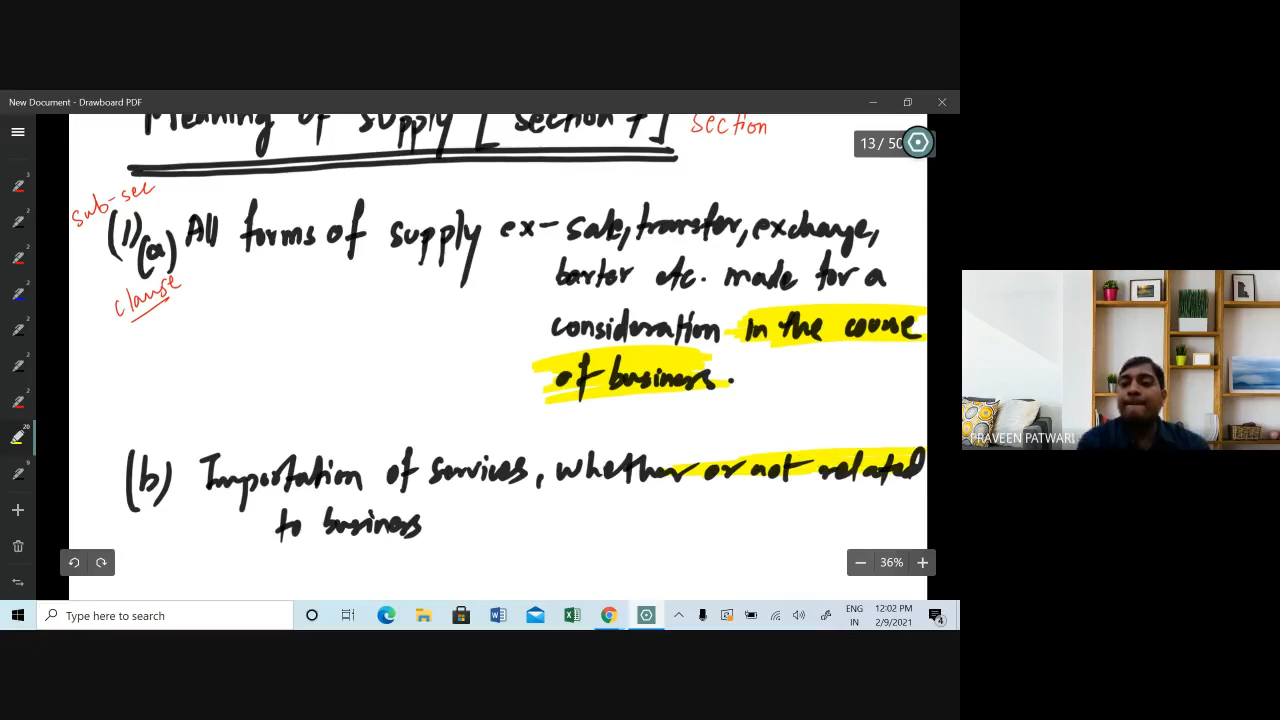 New Document - Drawboard PDF
Meaning of supply [ section 7]
section
13 / 50
sub-sec
(1)(a) All forms of supply ex- sale, transfer, exchange,
clause
barter etc. made for a
consideration in the course
of business.
(b) Importation of services, whether or not related
to business
36%
PRAVEEN PATWARI
Type here to search
ENG
IN
12:02 PM
2/9/2021
4